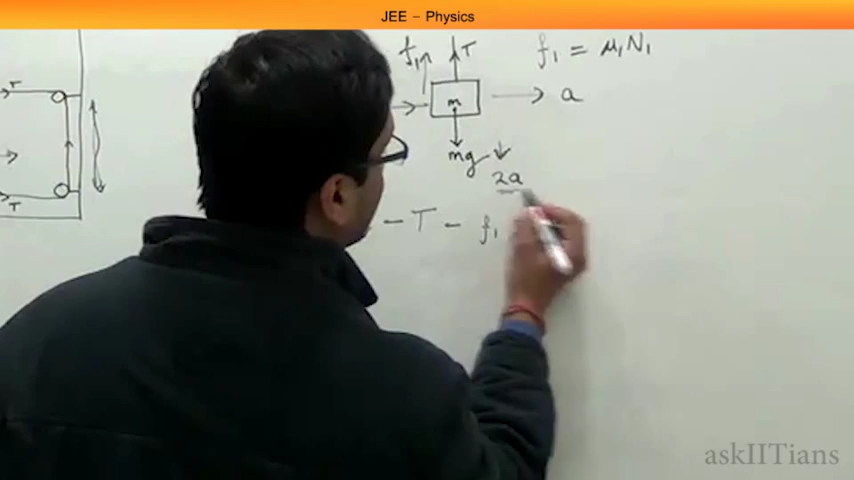 JEE – Physics
f₁ T f₁ = μ₁N₁
T
m a
mg
2a
T
- T - f₁
askIITians